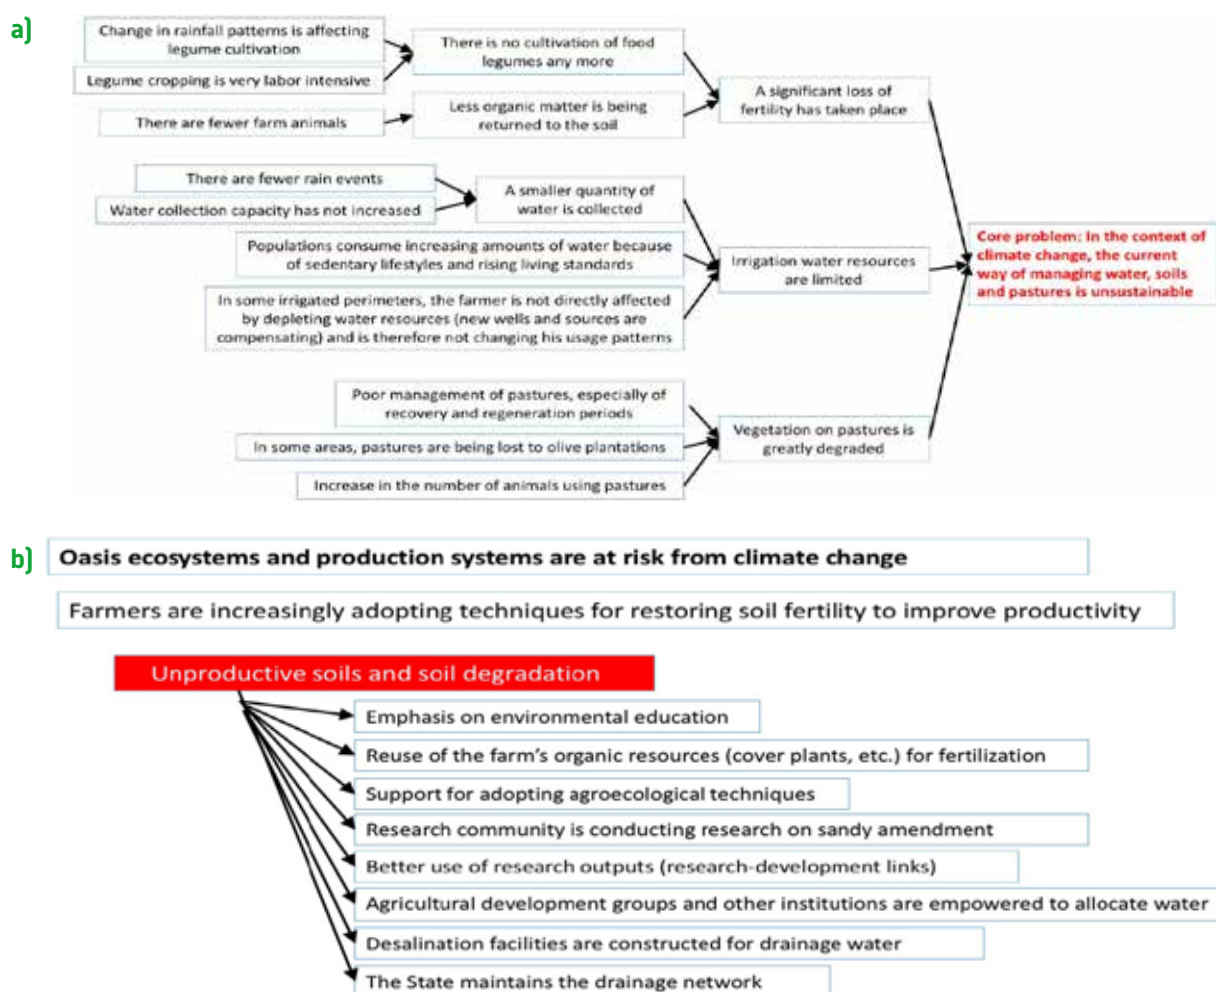 a)
Change in rainfall patterns is affecting
legume cultivation
Legume cropping is very labor intensive
There is no cultivation of food
legumes any more
There are fewer farm animals
Less organic matter is being
returned to the soil
A significant loss of
fertility has taken place
There are fewer rain events
Water collection capacity has not increased
A smaller quantity of
water is collected
Populations consume increasing amounts of water because
of sedentary lifestyles and rising living standards
In some irrigated perimeters, the farmer is not directly affected
by depleting water resources (new wells and sources are
compensating) and is therefore not changing his usage patterns
Irrigation water resources
are limited
Core problem: In the context of
climate change, the current
way of managing water, soils
and pastures is unsustainable
Poor management of pastures, especially of
recovery and regeneration periods
In some areas, pastures are being lost to olive plantations
Increase in the number of animals using pastures
Vegetation on pastures is
greatly degraded
b)
Oasis ecosystems and production systems are at risk from climate change
Farmers are increasingly adopting techniques for restoring soil fertility to improve productivity
Unproductive soils and soil degradation
Emphasis on environmental education
Reuse of the farm's organic resources (cover plants, etc.) for fertilization
Support for adopting agroecological techniques
Research community is conducting research on sandy amendment
Better use of research outputs (research-development links)
Agricultural development groups and other institutions are empowered to allocate water
Desalination facilities are constructed for drainage water
The State maintains the drainage network